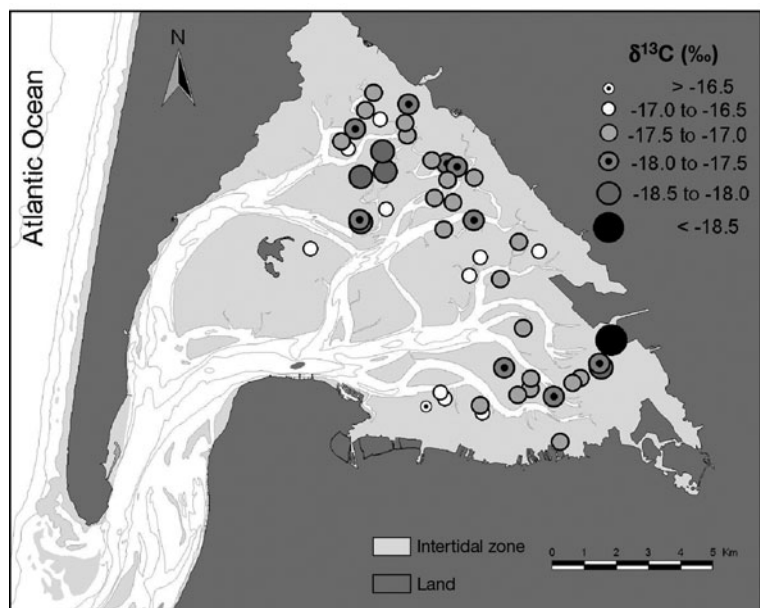 N
Atlantic Ocean
δ¹³C (‰)
> -16.5
-17.0 to -16.5
-17.5 to -17.0
-18.0 to -17.5
-18.5 to -18.0
< -18.5
Intertidal zone
Land
0 1 2 3 4 5 Km